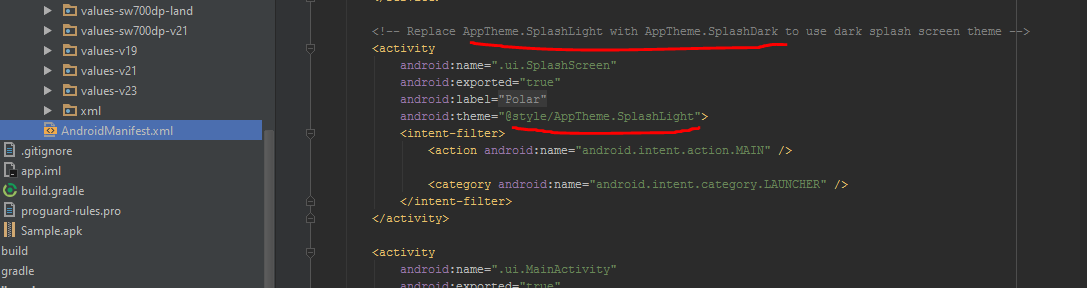 values-sw700dp-land
values-sw700dp-v21
values-v19
values-v21
values-v23
xml
AndroidManifest.xml
.gitignore
app.iml
build.gradle
proguard-rules.pro
Sample.apk
build
gradle
<!-- Replace AppTheme.SplashLight with AppTheme.SplashDark to use dark splash screen theme -->
<activity
android:name=".ui.SplashScreen"
android:exported="true"
android:label="Polar"
android:theme="@style/AppTheme.SplashLight">
<intent-filter>
<action android:name="android.intent.action.MAIN" />
<category android:name="android.intent.category.LAUNCHER" />
</intent-filter>
</activity>
<activity
android:name=".ui.MainActivity"
android:exported="true"